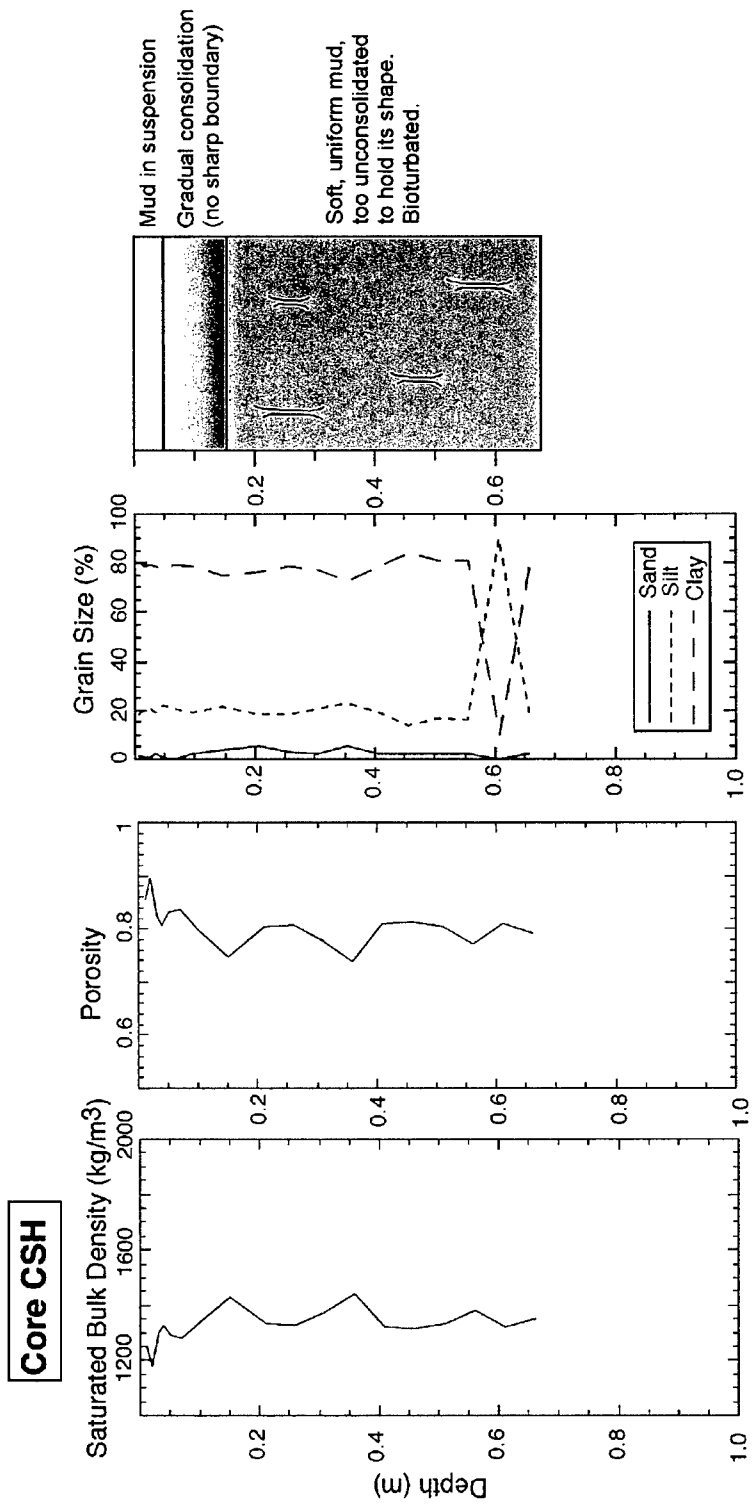 Core CSH
Saturated Bulk Density (kg/m3)
1200
1600
2000
Depth (m)
0.2
0.4
0.6
0.8
1.0
Porosity
0.6
0.8
1
0.2
0.4
0.6
0.8
1.0
Grain Size (%)
0
20
40
60
80
100
0.2
0.4
0.6
0.8
1.0
Sand
Silt
Clay
0.2
0.4
0.6
Mud in suspension
Gradual consolidation
(no sharp boundary)
Soft, uniform mud,
too unconsolidated
to hold its shape.
Bioturbated.